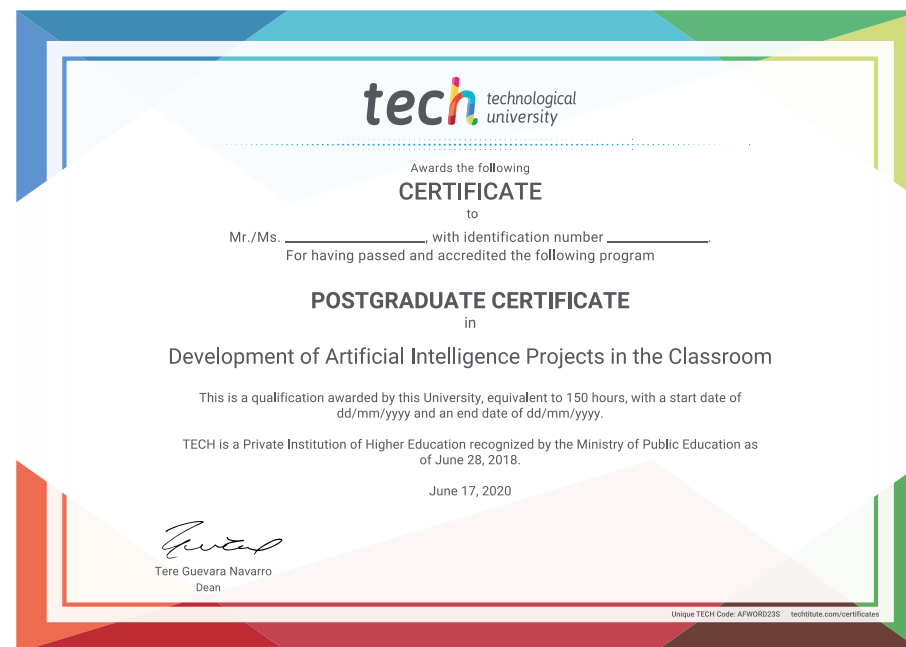 tech technological
university
Awards the following
CERTIFICATE
to
Mr./Ms. ____________________, with identification number ______________.
For having passed and accredited the following program
POSTGRADUATE CERTIFICATE
in
Development of Artificial Intelligence Projects in the Classroom
This is a qualification awarded by this University, equivalent to 150 hours, with a start date of
dd/mm/yyyy and an end date of dd/mm/yyyy.
TECH is a Private Institution of Higher Education recognized by the Ministry of Public Education as
of June 28, 2018.
June 17, 2020
Tere Guevara Navarro
Dean
Unique TECH Code: AFWORD23S techtitute.com/certificates